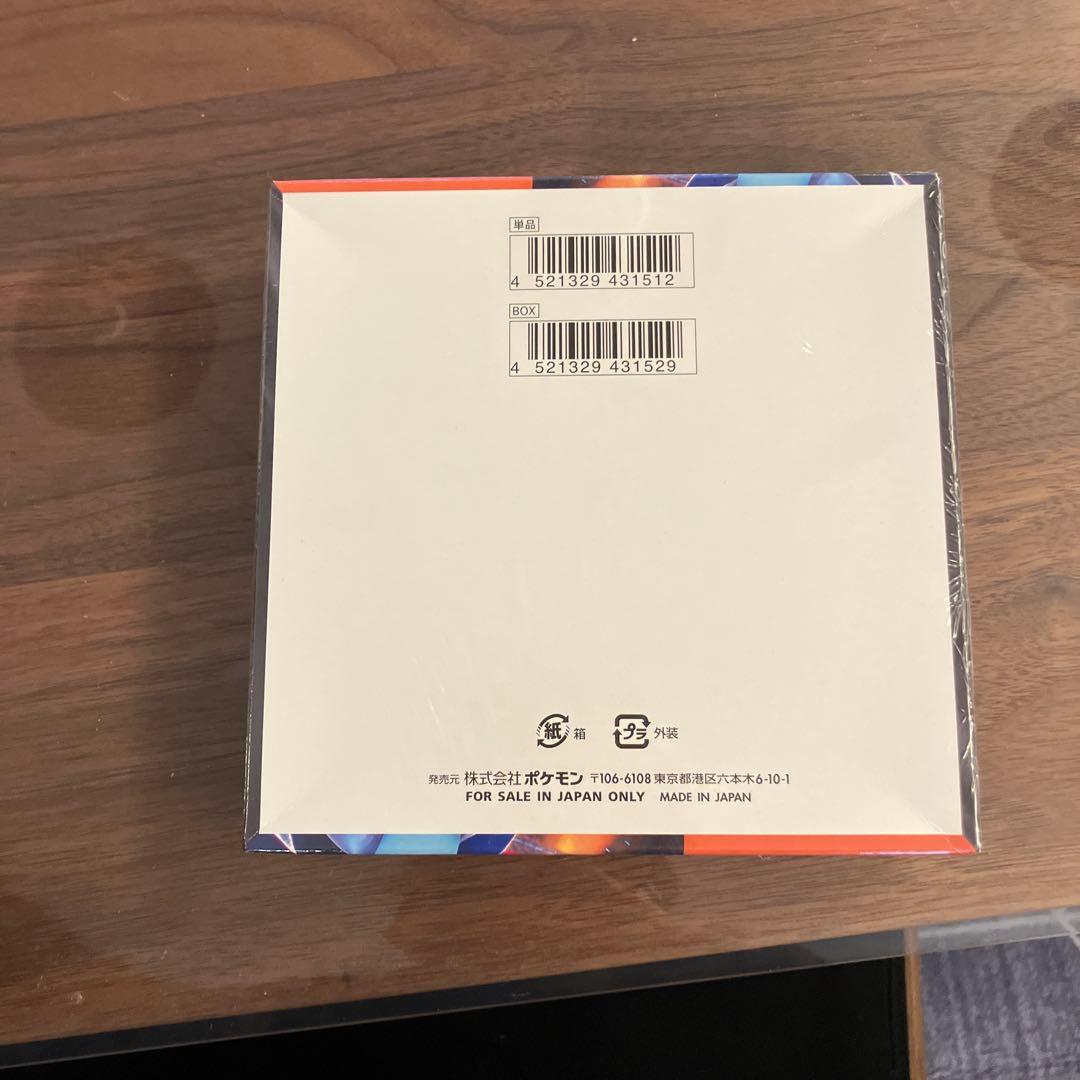 単品
4 521329 431512
BOX
4 521329 431529
紙 箱 プラ 外装
発売元 株式会社 ポケモン 〒106-6108 東京都港区六本木6-10-1
FOR SALE IN JAPAN ONLY MADE IN JAPAN